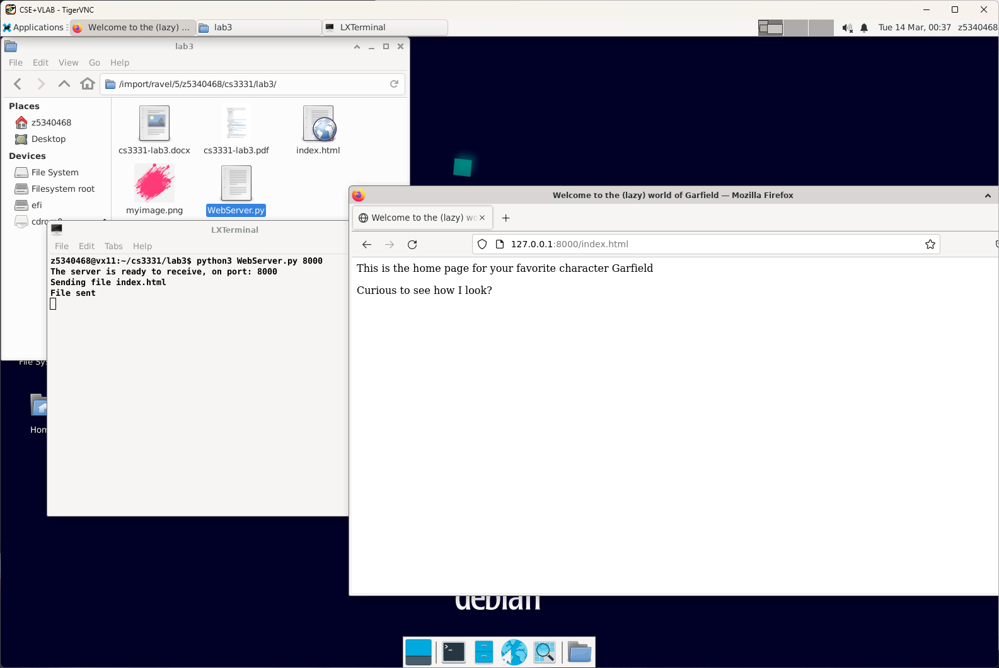 CSE+VLAB - TigerVNC
Applications
Welcome to the (lazy) ...
lab3
LXTerminal
Tue 14 Mar, 00:37
z5340468
lab3
File Edit View Go Help
/import/ravel/5/z5340468/cs3331/lab3/
Places
z5340468
Desktop
Devices
File System
Filesystem root
efi
cs3331-lab3.docx
cs3331-lab3.pdf
index.html
myimage.png
WebServer.py
LXTerminal
File Edit Tabs Help
z5340468@vx11:~/cs3331/lab3$ python3 WebServer.py 8000
The server is ready to receive, on port: 8000
Sending file index.html
File sent
Welcome to the (lazy) world of Garfield — Mozilla Firefox
Welcome to the (lazy) wo
127.0.0.1:8000/index.html
This is the home page for your favorite character Garfield
Curious to see how I look?
File Sys
Hom
debian